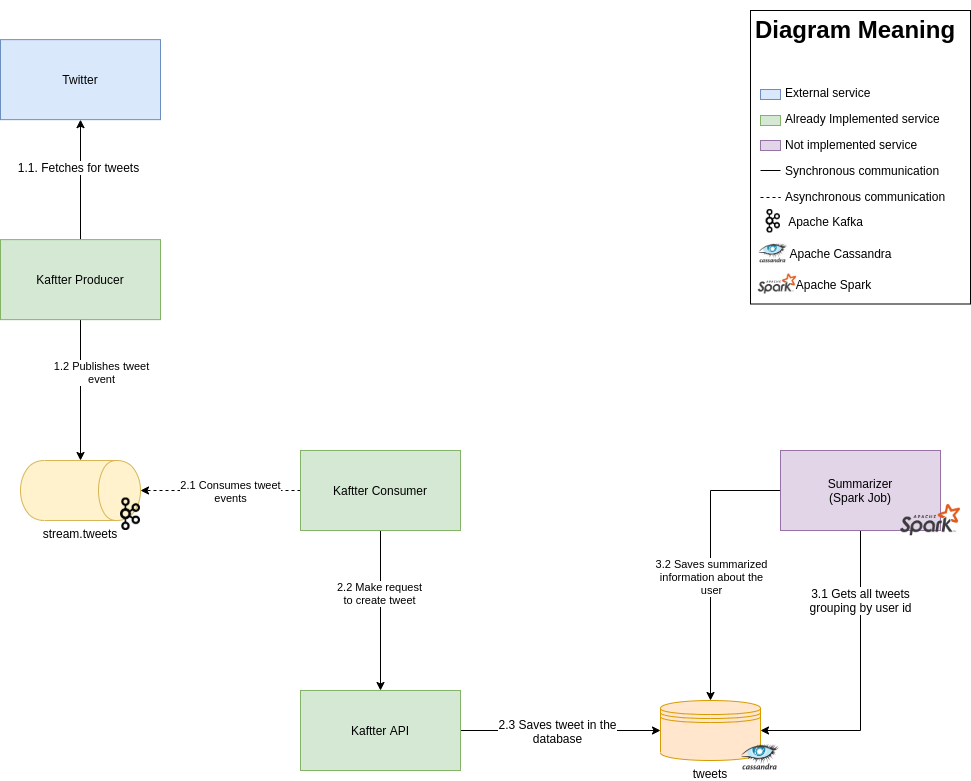 Diagram Meaning
External service
Already Implemented service
Not implemented service
Synchronous communication
Asynchronous communication
Apache Kafka
cassandra
Apache Cassandra
APACHE
Spark
Apache Spark
Twitter
1.1. Fetches for tweets
Kaftter Producer
1.2 Publishes tweet
event
stream.tweets
2.1 Consumes tweet
events
Kaftter Consumer
2.2 Make request
to create tweet
Kaftter API
2.3 Saves tweet in the
database
Summarizer
(Spark Job)
APACHE
Spark
3.2 Saves summarized
information about the
user
3.1 Gets all tweets
grouping by user id
cassandra
tweets